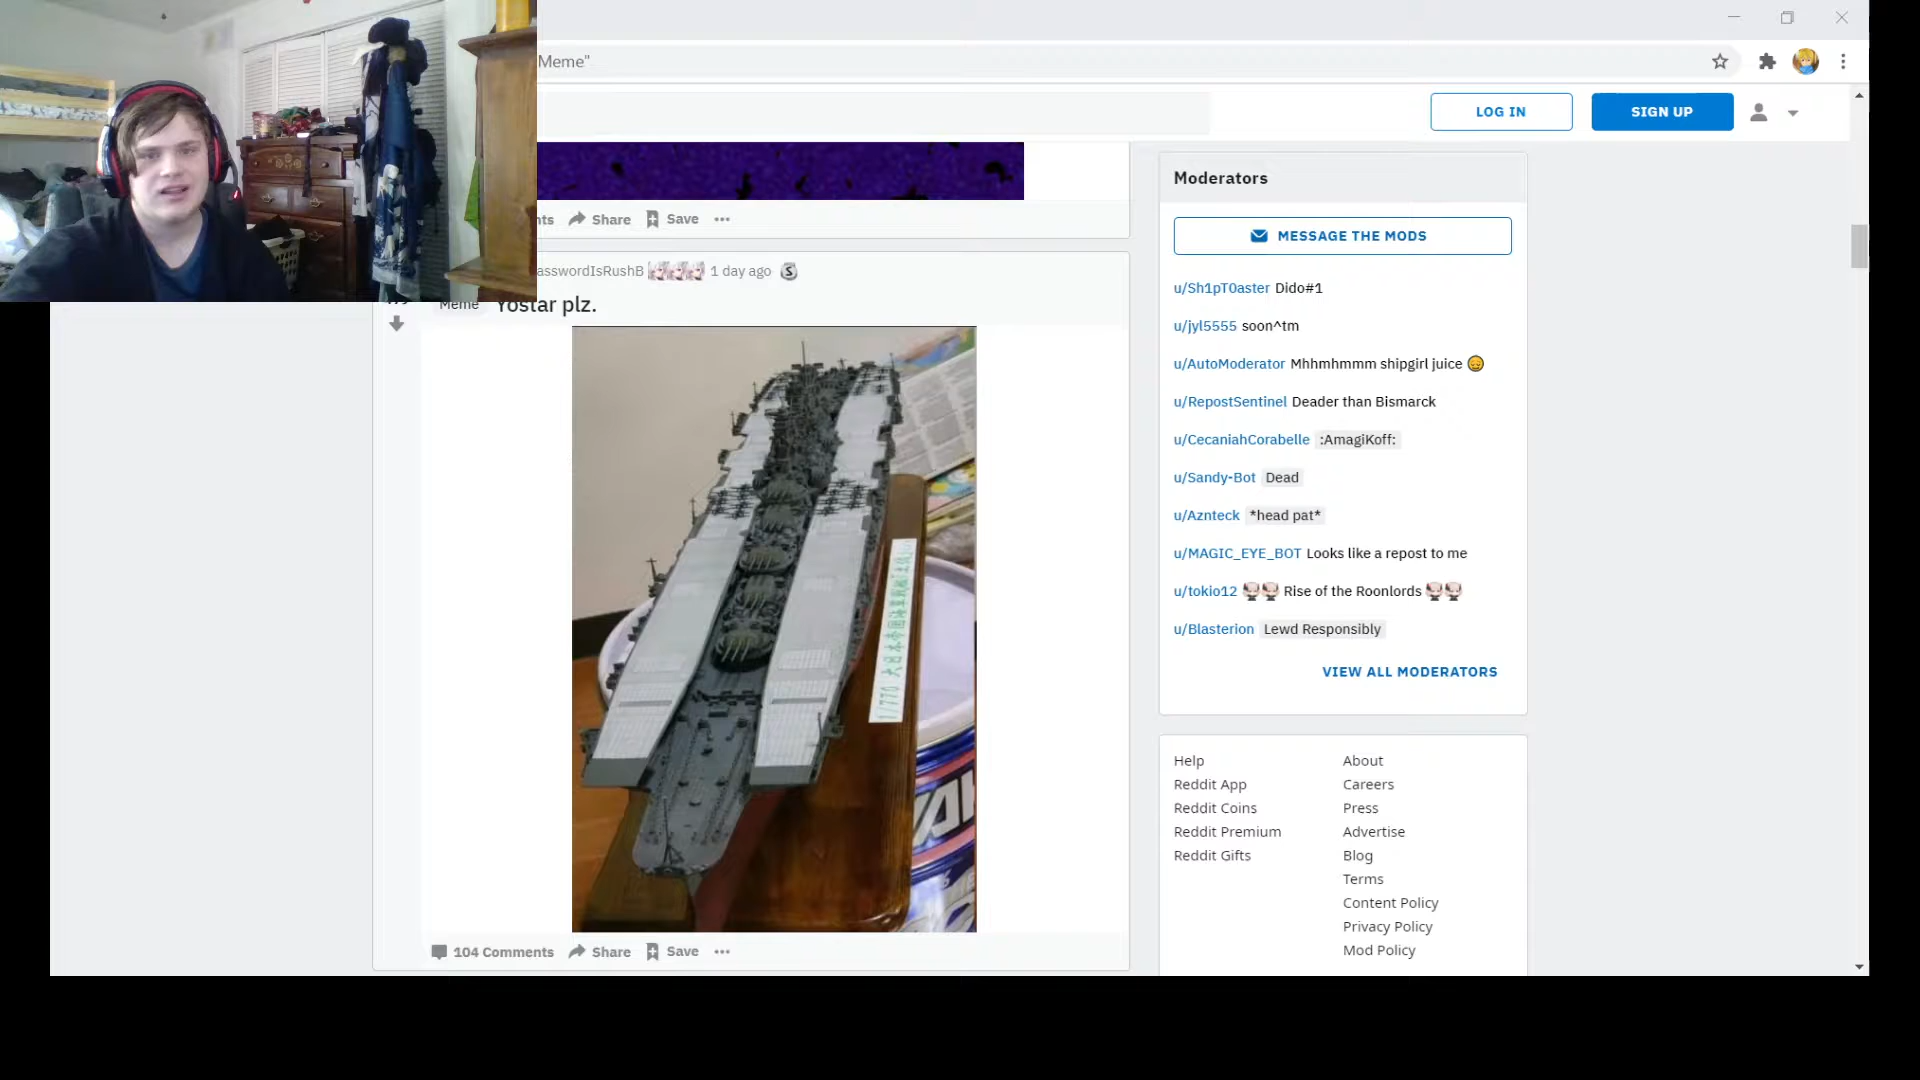 Meme"
LOG IN
SIGN UP
nts
Share
Save
Moderators
MESSAGE THE MODS
asswordIsRushB
1 day ago
S
Meme
Yostar plz.
u/Sh1pT0aster Dido#1
u/jyl5555 soon^tm
u/AutoModerator Mhhmhmmm shipgirl juice
u/RepostSentinel Deader than Bismarck
u/CecaniahCorabelle :AmagiKoff:
u/Sandy-Bot Dead
u/Aznteck *head pat*
u/MAGIC_EYE_BOT Looks like a repost to me
u/tokio12 Rise of the Roonlords
u/Blasterion Lewd Responsibly
VIEW ALL MODERATORS
Help
About
Reddit App
Careers
Reddit Coins
Press
Reddit Premium
Advertise
Reddit Gifts
Blog
Terms
Content Policy
Privacy Policy
Mod Policy
104 Comments
Share
Save